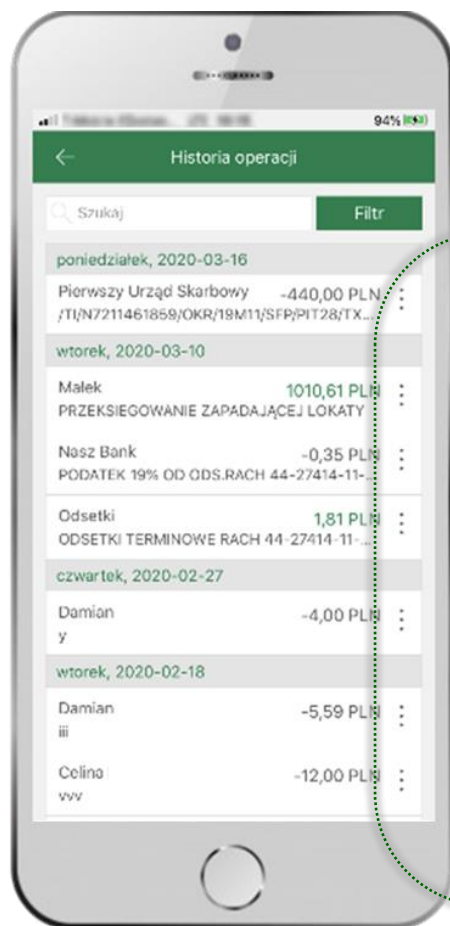 94%
Historia operacji
Szukaj
Filtr
poniedziałek, 2020-03-16
Pierwszy Urząd Skarbowy -440,00 PLN
/TI/N7211461859/OKR/19M11/SFP/PIT28/TX...
wtorek, 2020-03-10
Małek 1010,61 PLN
PRZEKSIEGOWANIE ZAPADAJĄCEJ LOKATY
Nasz Bank -0,35 PLN
PODATEK 19% OD ODS.RACH 44-27414-11-...
Odsetki 1,81 PLN
ODSETKI TERMINOWE RACH 44-27414-11-...
czwartek, 2020-02-27
Damian -4,00 PLN
y
wtorek, 2020-02-18
Damian -5,59 PLN
iii
Celina -12,00 PLN
vvv